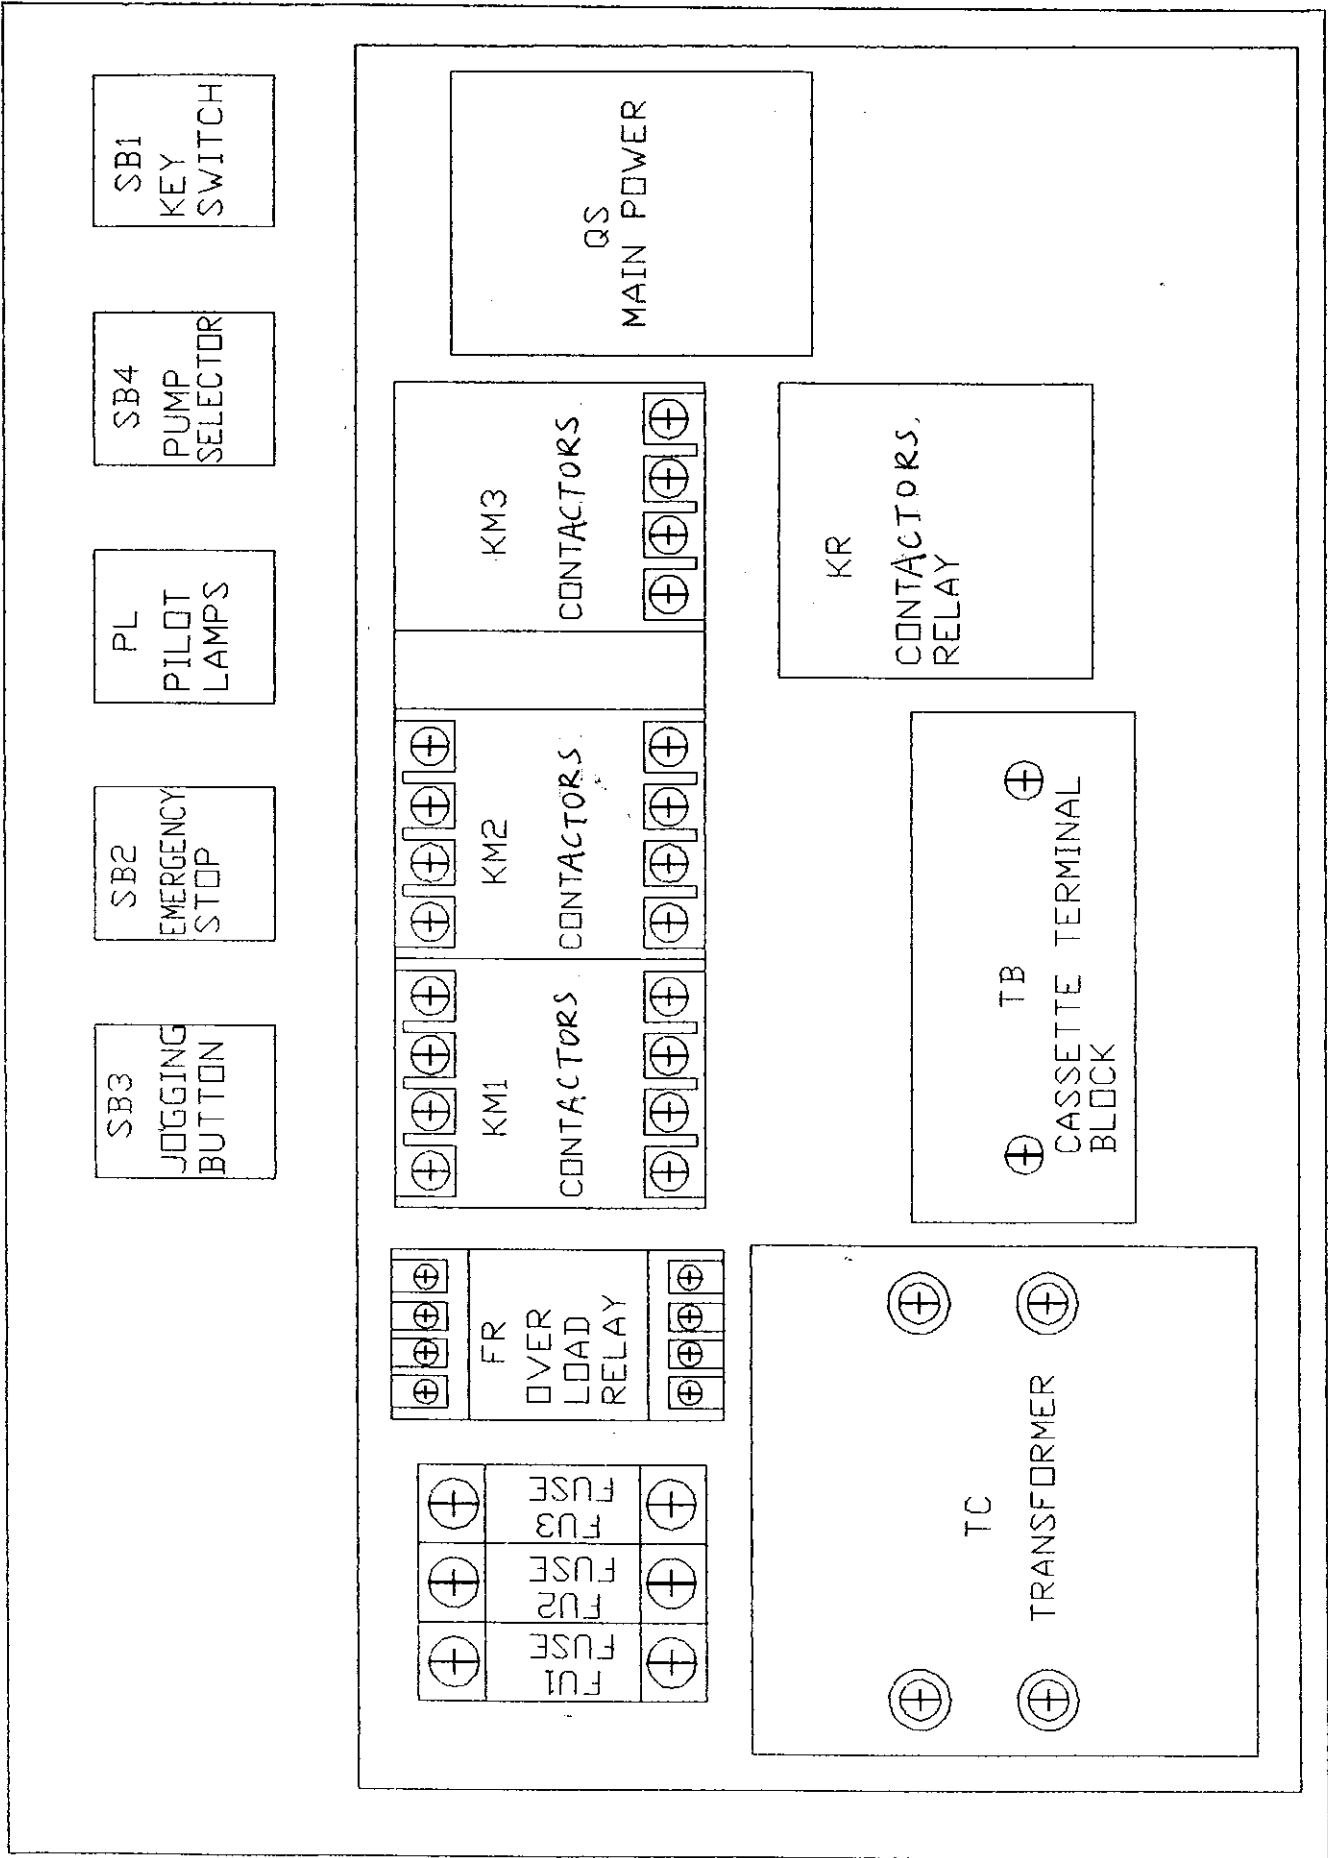 SB3
JOGGING
BUTTON
SB2
EMERGENCY
STOP
PL
PILOT
LAMPS
SB4
PUMP
SELECTOR
SB1
KEY
SWITCH
FU1
FUSE
FU2
FUSE
FU3
FUSE
FR
OVER
LOAD
RELAY
KM1
CONTACTORS
KM2
CONTACTORS
KM3
CONTACTORS
QS
MAIN POWER
TC
TRANSFORMER
TB
CASSETTE TERMINAL
BLOCK
KR
CONTACTORS,
RELAY